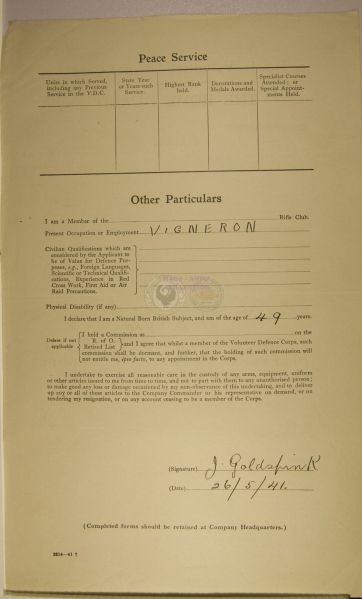 Peace Service
Units in which Served, including any Previous Service in the V.D.C.
State Year or Years such Service.
Highest Rank held.
Decorations and Medals Awarded.
Specialist Courses Attended; or Special Appointments Held.
Other Particulars
I am a Member of the Rifle Club.
Present Occupation or Employment VIGNERON
Civilian Qualifications which are
considered by the Applicant to
be of Value for Defence Pur-
poses, e.g., Foreign Languages,
Scientific or Technical Qualifi-
cations, Experience in Red
Cross Work, First Aid or Air
Raid Precautions.
Physical Disability (if any)
I declare that I am a Natural Born British Subject, and am of the age of 49 years.
Delete if not applicable
I held a Commission as on the
R. of O.
Retired List
and I agree that whilst a member of the Volunteer Defence Corps, such
commission shall be dormant, and further, that the holding of such commission will
not entitle me, ipso facto, to any appointment in the Corps.
I undertake to exercise all reasonable care in the custody of any arms, equipment, uniform
or other articles issued to me from time to time, and not to part with them to any unauthorised person;
to make good any loss or damage occasioned by my non-observance of this undertaking, and to deliver
up any or all of these articles to the Company Commander or his representative on demand, or on
tendering my resignation, or on any account ceasing to be a member of the Corps.
(Signature) J. Goldspink
(Date) 26/5/41.
(Completed forms should be retained at Company Headquarters.)